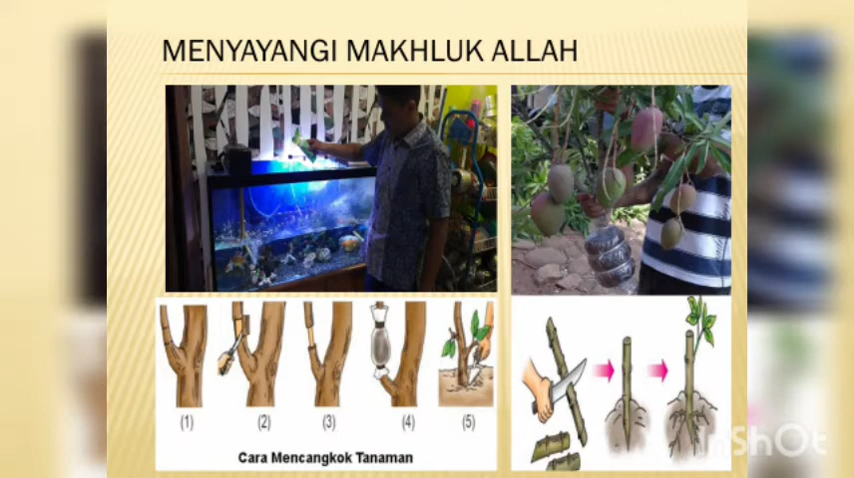 MENYAYANGI MAKHLUK ALLAH
(1) (2) (3) (4) (5)
Cara Mencangkok Tanaman
InShOt